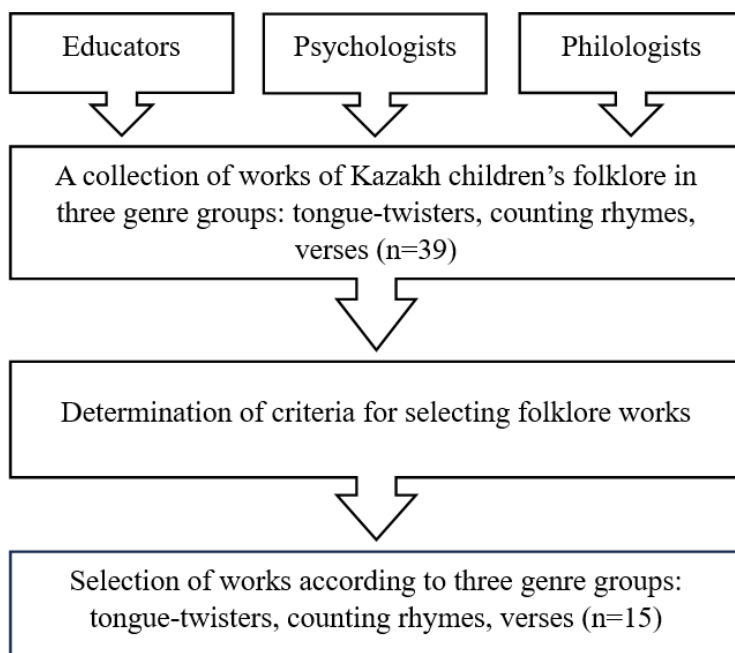 Educators
Psychologists
Philologists
A collection of works of Kazakh children’s folklore in
three genre groups: tongue-twisters, counting rhymes,
verses (n=39)
Determination of criteria for selecting folklore works
Selection of works according to three genre groups:
tongue-twisters, counting rhymes, verses (n=15)